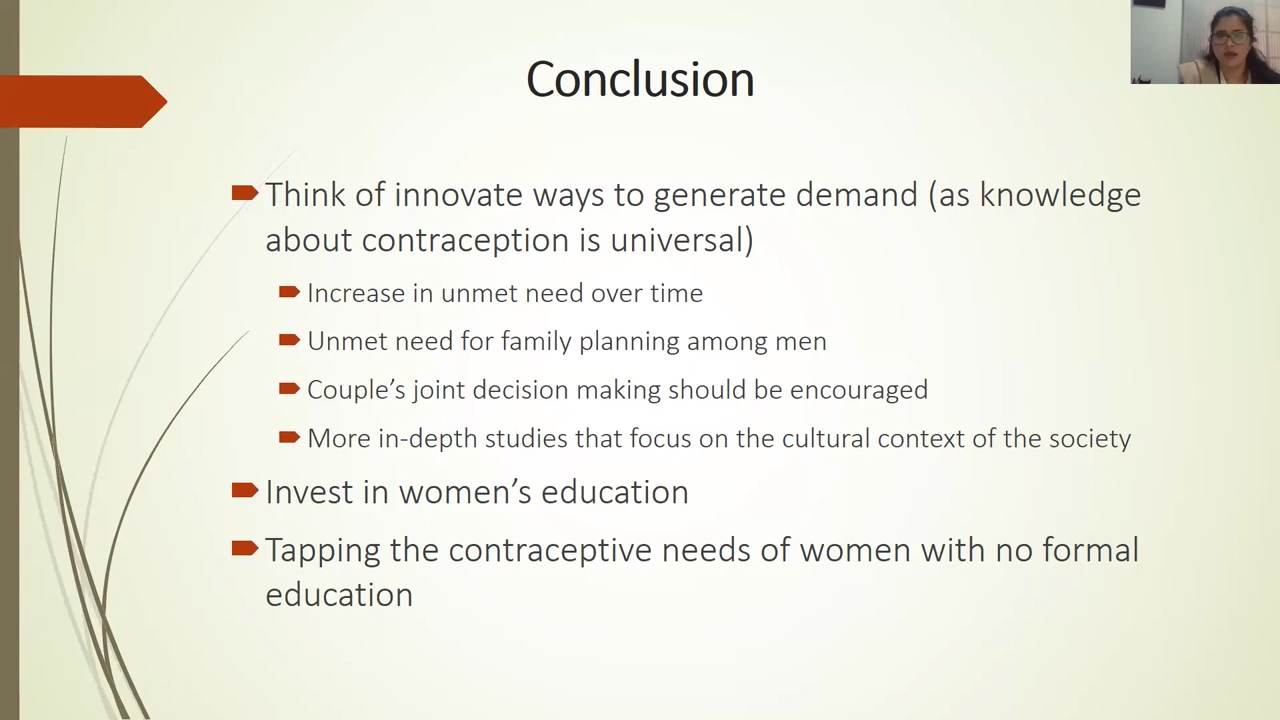 Conclusion
Think of innovate ways to generate demand (as knowledge
about contraception is universal)
Increase in unmet need over time
Unmet need for family planning among men
Couple’s joint decision making should be encouraged
More in-depth studies that focus on the cultural context of the society
Invest in women’s education
Tapping the contraceptive needs of women with no formal
education